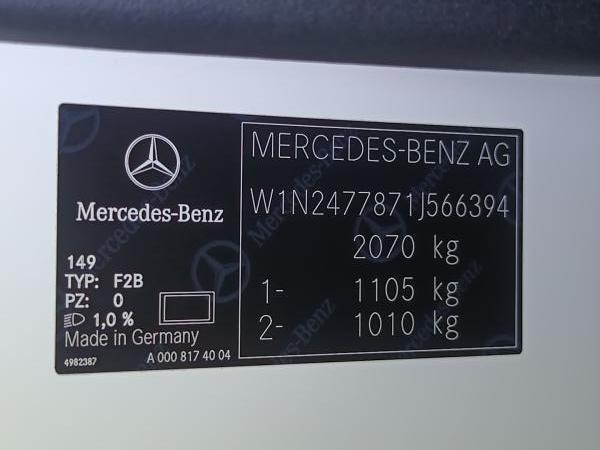 Mercedes-Benz
149
TYP: F2B
PZ: 0
1,0 %
Made in Germany
4982387
A 000 817 40 04
MERCEDES-BENZ AG
W1N2477871J566394
2070 kg
1- 1105 kg
2- 1010 kg